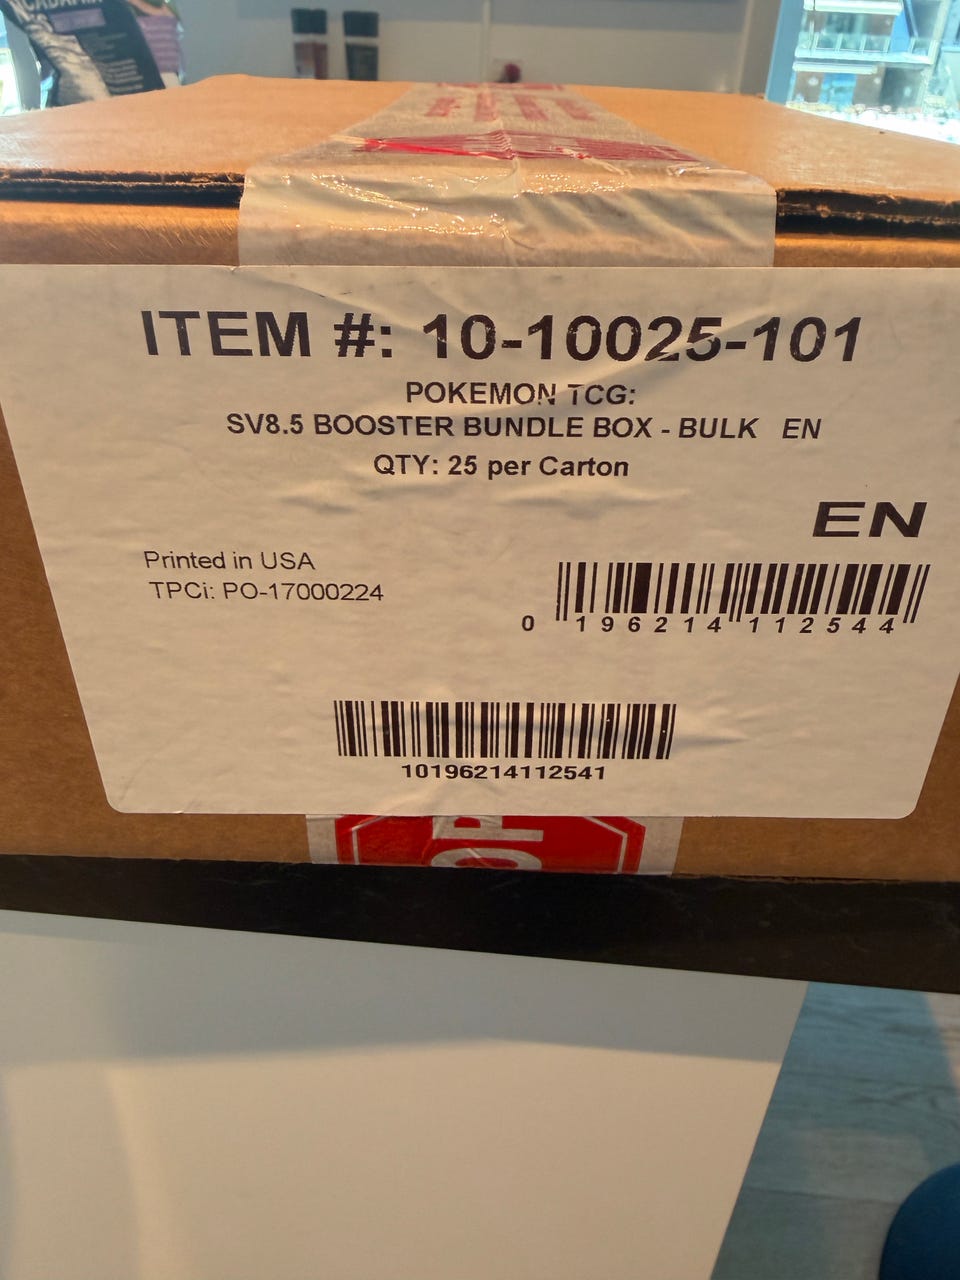 ITEM #: 10-10025-101
POKEMON TCG:
SV8.5 BOOSTER BUNDLE BOX - BULK EN
QTY: 25 per Carton
EN
Printed in USA
TPCi: PO-17000224
0 196214 112544
10196214112541
OP